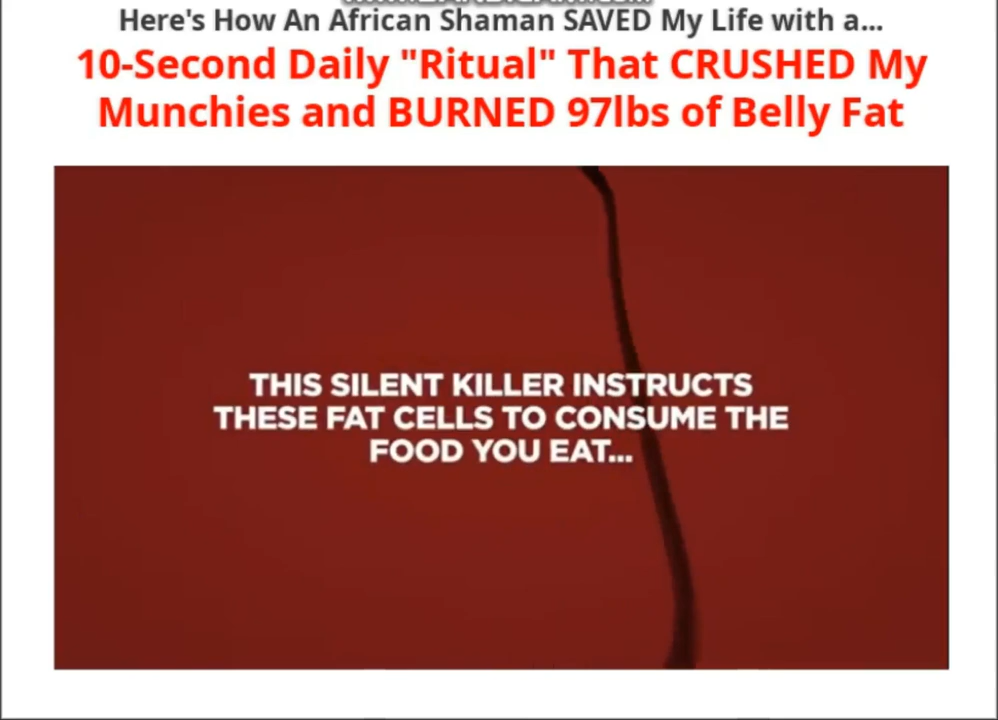 Here's How An African Shaman SAVED My Life with a...
10-Second Daily "Ritual" That CRUSHED My
Munchies and BURNED 97lbs of Belly Fat
THIS SILENT KILLER INSTRUCTS
THESE FAT CELLS TO CONSUME THE
FOOD YOU EAT...